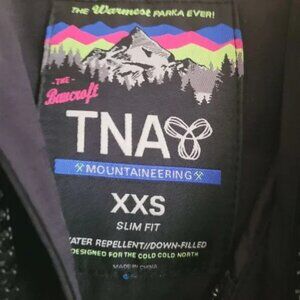 THE Warmest PARKA EVER!
-THE-
Bancroft
TNA
MOUNTAINEERING
XXS
SLIM FIT
WATER REPELLENT//DOWN-FILLED
DESIGNED FOR THE COLD COLD NORTH
MADE IN CHINA